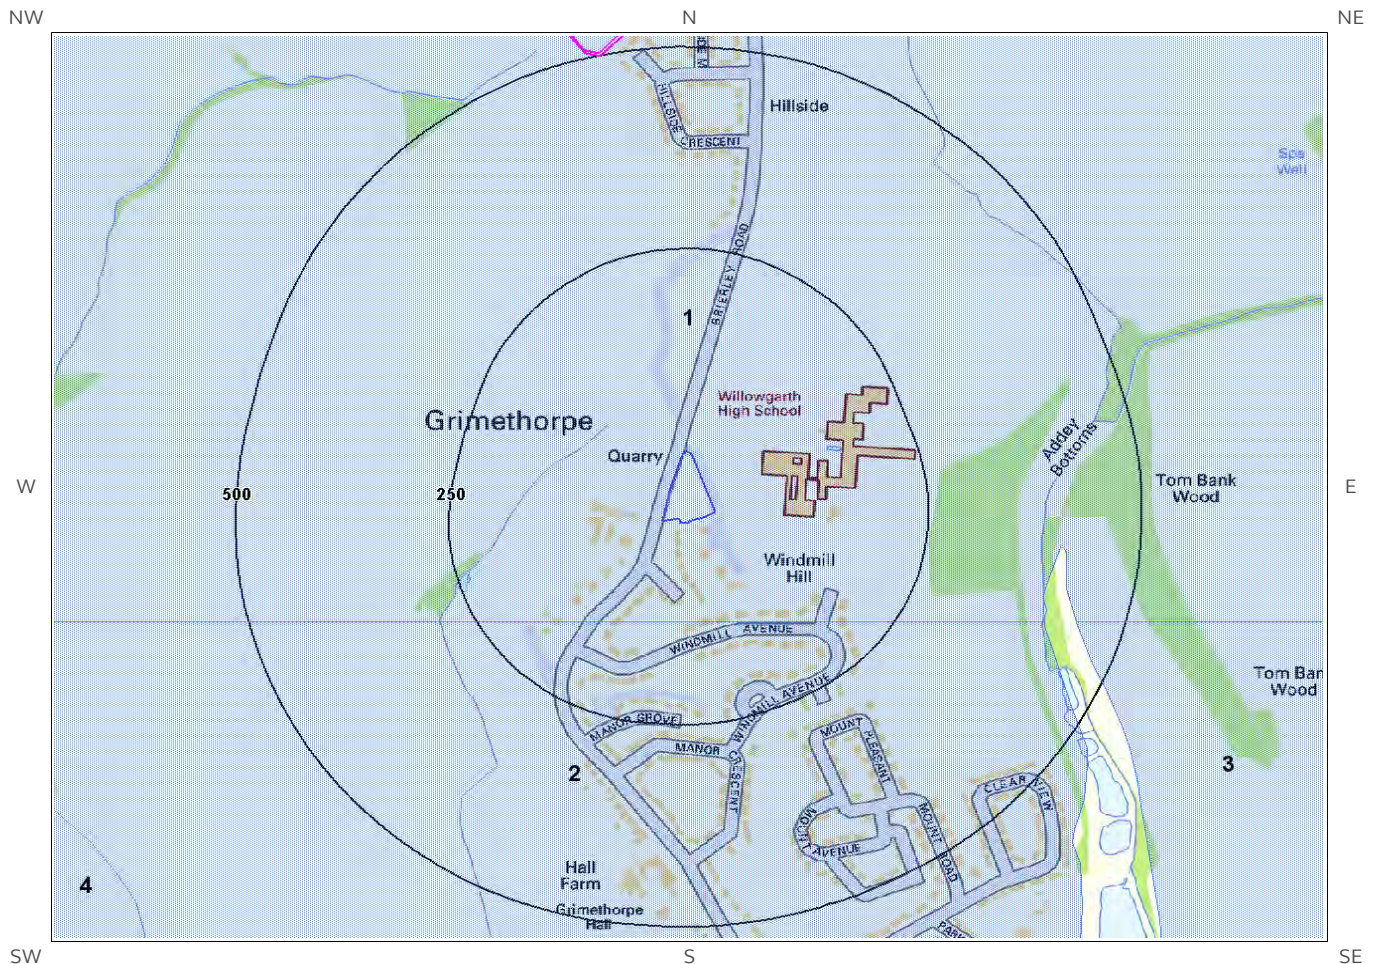 NW
N
NE
Hillside
HILLSIDE
CRESCENT
Spa
Well
BRIERLEY ROAD
1
Willowgarth
High School
Grimethorpe
Quarry
Addey
Bottoms
W
500
250
Tom Bank
Wood
E
Windmill
Hill
WINDMILL AVENUE
WINDMILL AVENUE
Tom Ban
Wood
MANOR GROVE
MANOR
CRESCENT
MOUNT
PLEASANT
2
3
CLEAR VIEW
MOUNT
AVENUE
MOUNT ROAD
Hall
Farm
4
Grimethorpe
Hall
PARK
SW
S
SE